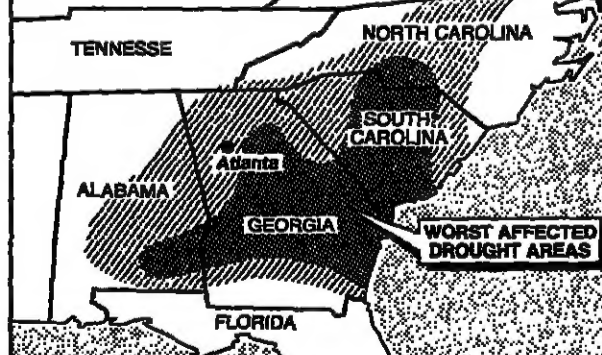 NORTH CAROLINA
TENNESSE
SOUTH
CAROLINA
Atlanta
ALABAMA
GEORGIA
WORST AFFECTED
DROUGHT AREAS
FLORIDA